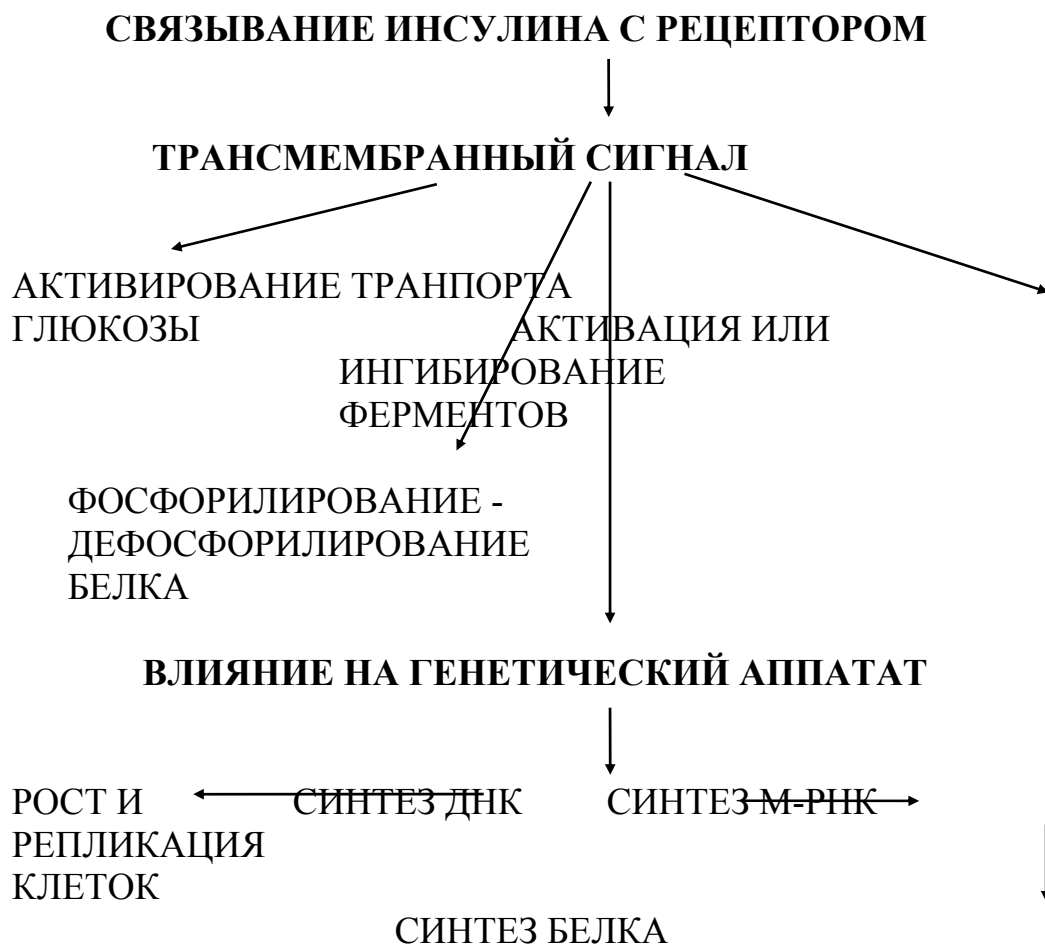 СВЯЗЫВАНИЕ ИНСУЛИНА С РЕЦЕПТОРОМ
ТРАНСМЕМБРАННЫЙ СИГНАЛ
АКТИВИРОВАНИЕ ТРАНПОРТА
ГЛЮКОЗЫ АКТИВАЦИЯ ИЛИ
ИНГИБИРОВАНИЕ
ФЕРМЕНТОВ
ФОСФОРИЛИРОВАНИЕ -
ДЕФОСФОРИЛИРОВАНИЕ
БЕЛКА
ВЛИЯНИЕ НА ГЕНЕТИЧЕСКИЙ АППАТАТ
РОСТ И СИНТЕЗ ДНК СИНТЕЗ М-РНК
РЕПЛИКАЦИЯ
КЛЕТОК
СИНТЕЗ БЕЛКА